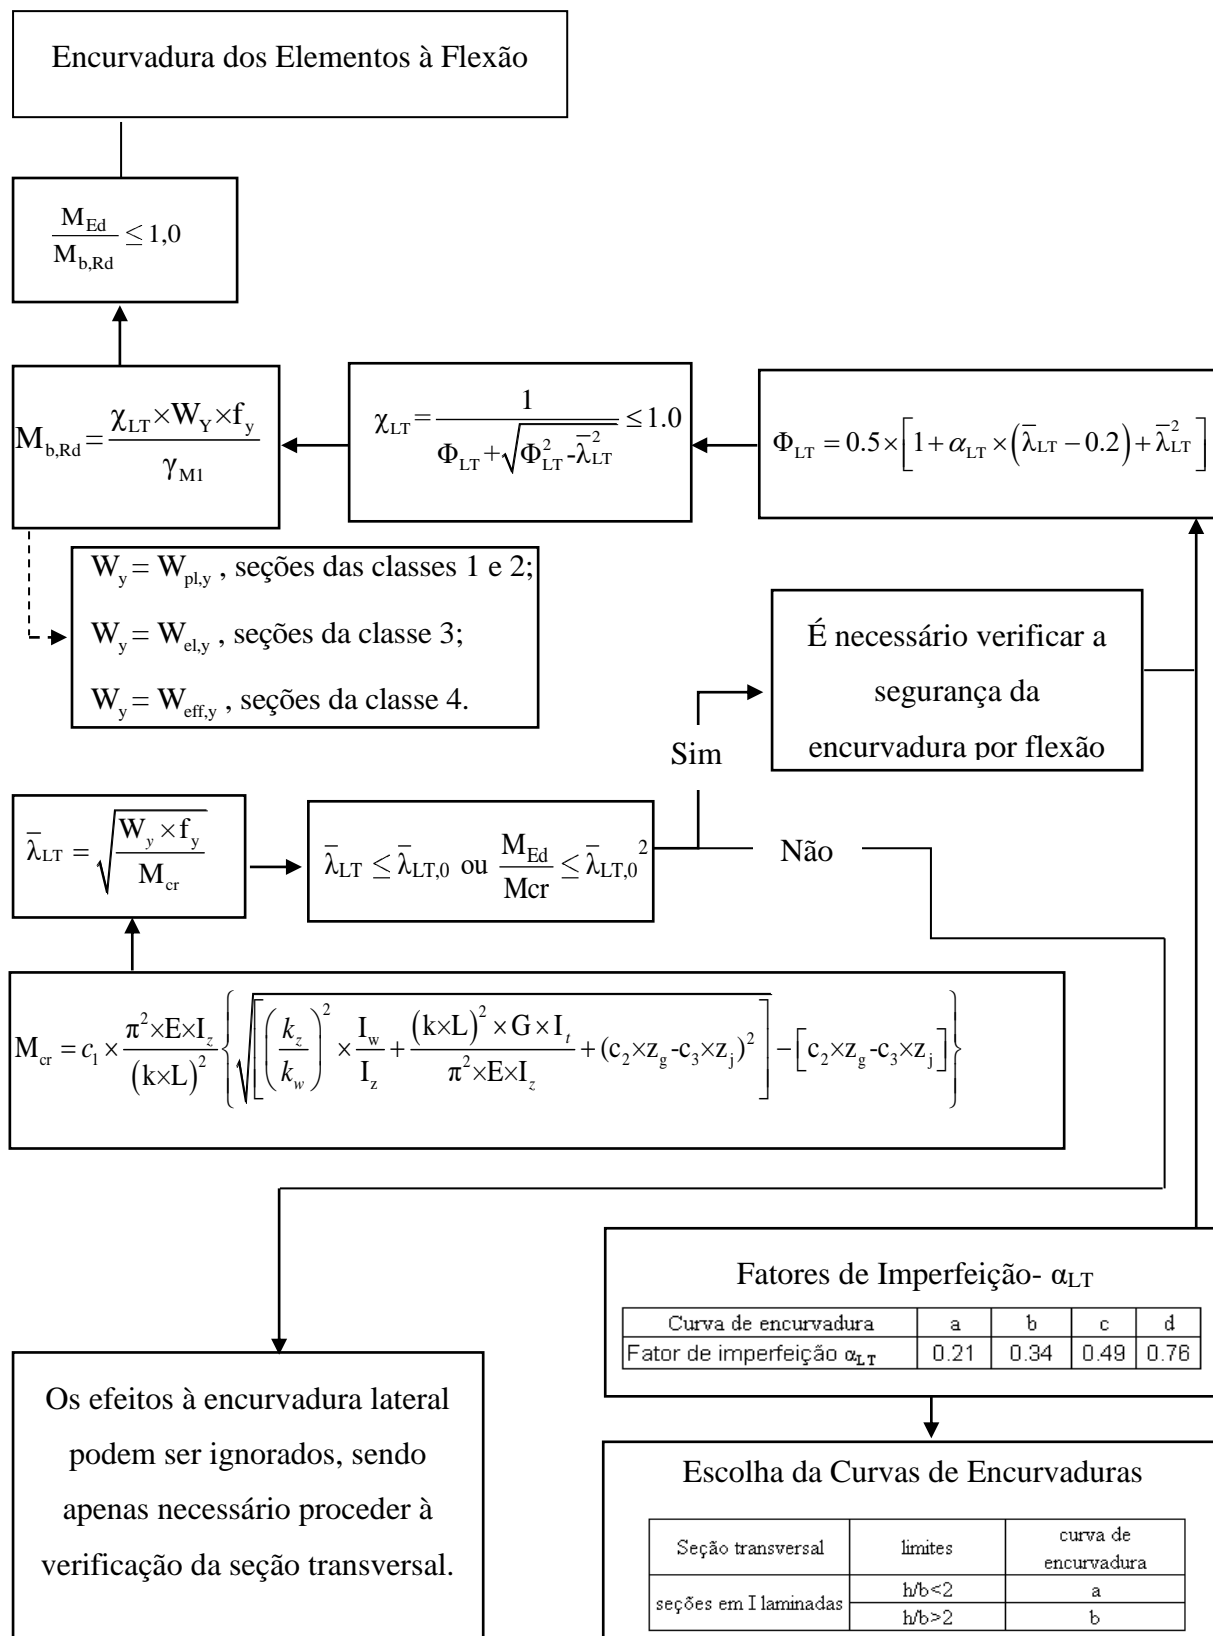 Encurvadura dos Elementos à Flexão
M_Ed / M_b,Rd ≤ 1,0
M_b,Rd = χ_LT × W_Y × f_y / γ_M1
χ_LT = 1 / (Φ_LT + √(Φ_LT² - λ̄_LT²)) ≤ 1.0
Φ_LT = 0.5 × [1 + α_LT × (λ̄_LT − 0.2) + λ̄_LT²]
W_y = W_pl,y , seções das classes 1 e 2;
W_y = W_el,y , seções da classe 3;
W_y = W_eff,y , seções da classe 4.
É necessário verificar a
segurança da
encurvadura por flexão
Sim
λ̄_LT = √(W_y × f_y / M_cr)
λ̄_LT ≤ λ̄_LT,0 ou M_Ed / Mcr ≤ λ̄_LT,0²
Não
M_cr = c_1 × π² × E × I_z / (k×L)² {√[(k_z / k_w)² × I_w / I_z + (k×L)² × G × I_t / π² × E × I_z + (c_2 × z_g - c_3 × z_j)²] − [c_2 × z_g - c_3 × z_j]}
Fatores de Imperfeição- α_LT
Curva de encurvadura a b c d
Fator de imperfeição α_LT 0.21 0.34 0.49 0.76
Os efeitos à encurvadura lateral
podem ser ignorados, sendo
apenas necessário proceder à
verificação da seção transversal.
Escolha da Curvas de Encurvaduras
Seção transversal limites curva de
encurvadura
seções em I laminadas h/b<2 a
h/b>2 b